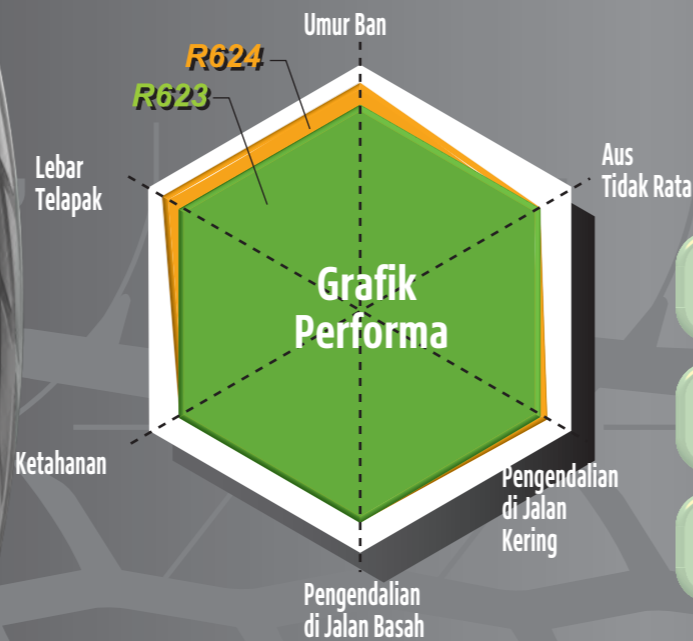 Umur Ban
R624
R623
Lebar
Telapak
Aus
Tidak Rata
Grafik
Performa
Ketahanan
Pengendalian
di Jalan
Kering
Pengendalian
di Jalan Basah